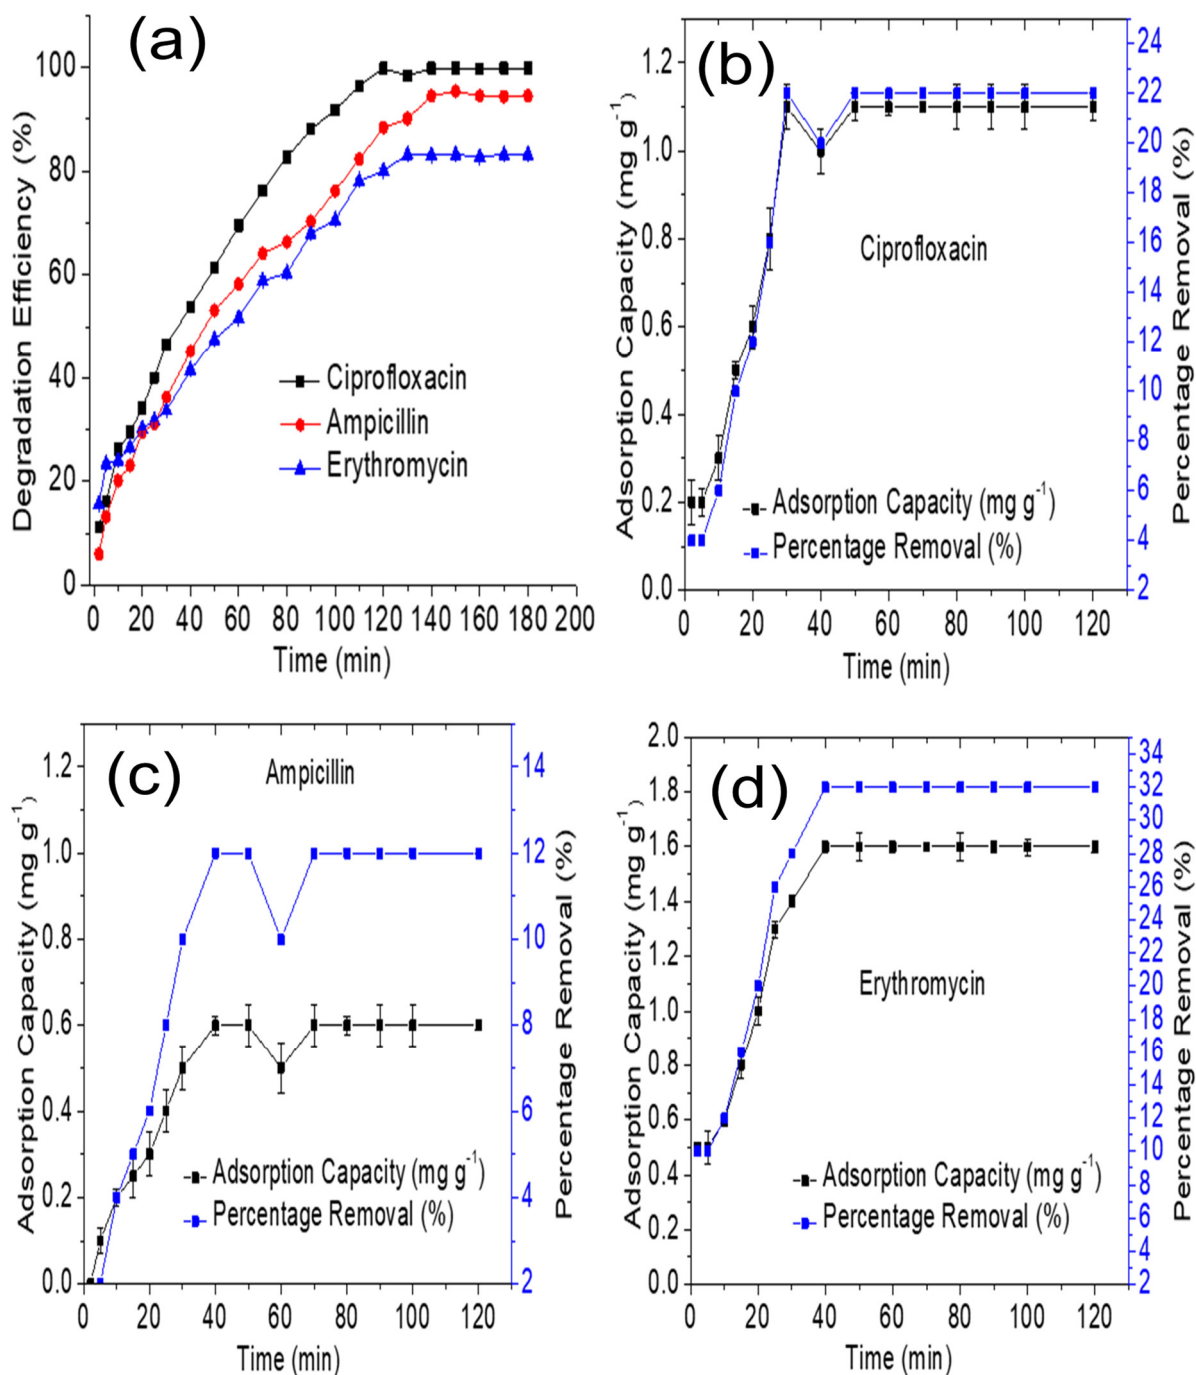 (a)
Degradation Efficiency (%)
100
80
60
40
20
0
Ciprofloxacin
Ampicillin
Erythromycin
0 20 40 60 80 100 120 140 160 180 200
Time (min)
(b)
Adsorption Capacity (mg g-1)
1.2
1.0
0.8
0.6
0.4
0.2
0.0
Ciprofloxacin
Adsorption Capacity (mg g-1)
Percentage Removal (%)
24
22
20
18
16
14
12
10
8
6
4
2
Percentage Removal (%)
0 20 40 60 80 100 120
Time (min)
(c)
Ampicillin
Adsorption Capacity (mg g-1)
1.2
1.0
0.8
0.6
0.4
0.2
0.0
Adsorption Capacity (mg g-1)
Percentage Removal (%)
14
12
10
8
6
4
2
Percentage Removal (%)
0 20 40 60 80 100 120
Time (min)
(d)
Adsorption Capacity (mg g-1)
2.0
1.8
1.6
1.4
1.2
1.0
0.8
0.6
0.4
0.2
0.0
Erythromycin
Adsorption Capacity (mg g-1)
Percentage Removal (%)
34
32
30
28
26
24
22
20
18
16
14
12
10
8
6
4
2
Percentage Removal (%)
0 20 40 60 80 100 120
Time (min)